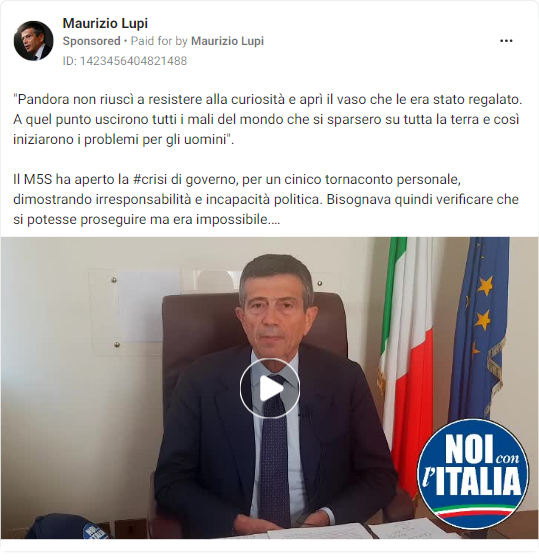 Maurizio Lupi
Sponsored • Paid for by Maurizio Lupi
ID: 1423456404821488
"Pandora non riuscì a resistere alla curiosità e aprì il vaso che le era stato regalato.
A quel punto uscirono tutti i mali del mondo che si sparsero su tutta la terra e così
iniziarono i problemi per gli uomini".
Il M5S ha aperto la #crisi di governo, per un cinico tornaconto personale,
dimostrando irresponsabilità e incapacità politica. Bisognava quindi verificare che
si potesse proseguire ma era impossibile....
NOI con
l'ITALIA